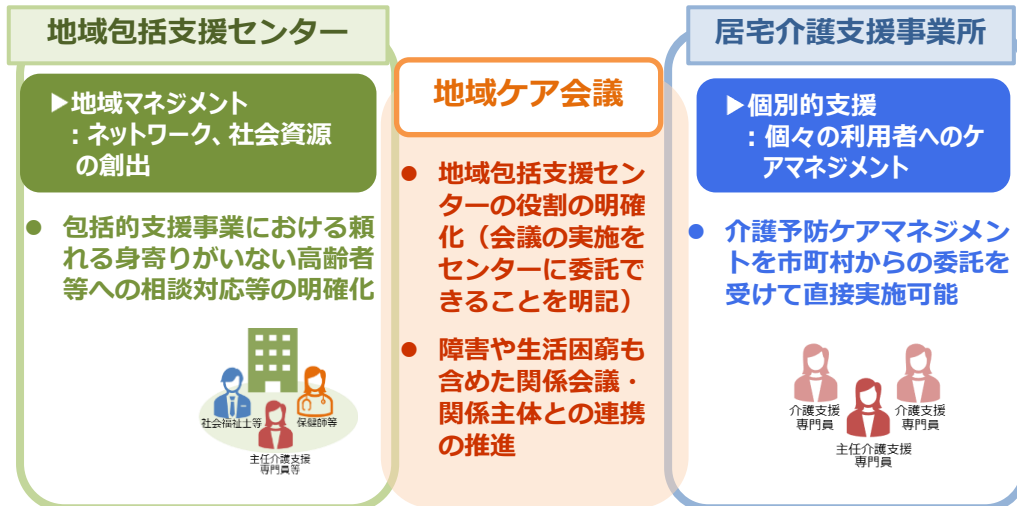 地域包括支援センター
▶地域マネジメント
：ネットワーク、社会資源
の創出
● 包括的支援事業における頼
れる身寄りがいない高齢者
等への相談対応等の明確化
社会福祉士等
保健師等
主任介護支援
専門員等
地域ケア会議
● 地域包括支援セン
ターの役割の明確
化（会議の実施を
センターに委託で
きることを明記）
● 障害や生活困窮も
含めた関係会議・
関係主体との連携
の推進
居宅介護支援事業所
▶個別的支援
：個々の利用者へのケ
アマネジメント
● 介護予防ケアマネジメン
トを市町村からの委託を
受けて直接実施可能
介護支援
専門員
介護支援
専門員
主任介護支援
専門員